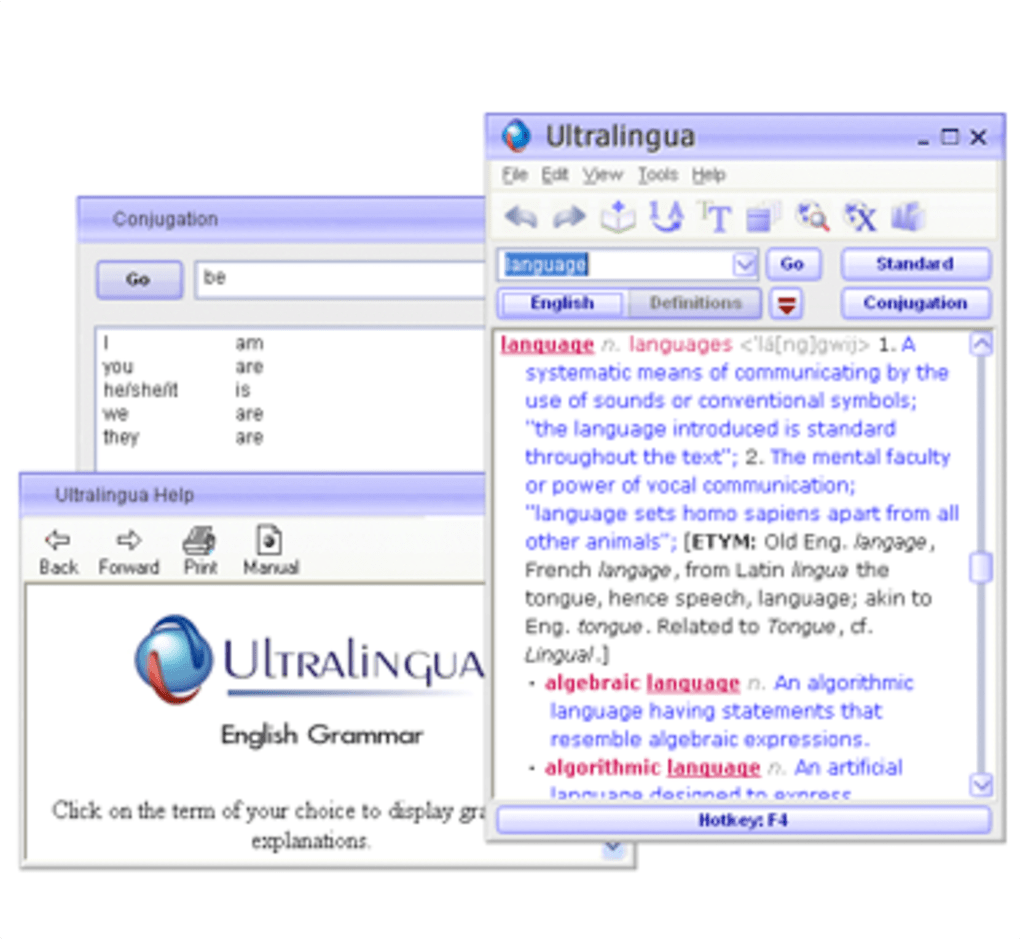 Conjugation
Go
be
I am
you are
he/she/it is
we are
they are
Ultralingua Help
Back Forward Print Manual
ULTRALINGUA
English Grammar
Click on the term of your choice to display gra
explanations.
Ultralingua
File Edit View Tools Help
language Go Standard
English Definitions Conjugation
language n. languages <'lá[ng]gwij> 1. A
systematic means of communicating by the
use of sounds or conventional symbols;
"the language introduced is standard
throughout the text"; 2. The mental faculty
or power of vocal communication;
"language sets homo sapiens apart from all
other animals"; [ETYM: Old Eng. langage,
French langage, from Latin lingua the
tongue, hence speech, language; akin to
Eng. tongue. Related to Tongue, cf.
Lingual.]
· algebraic language n. An algorithmic
language having statements that
resemble algebraic expressions.
· algorithmic language n. An artificial
language designed to express
Hotkey: F4